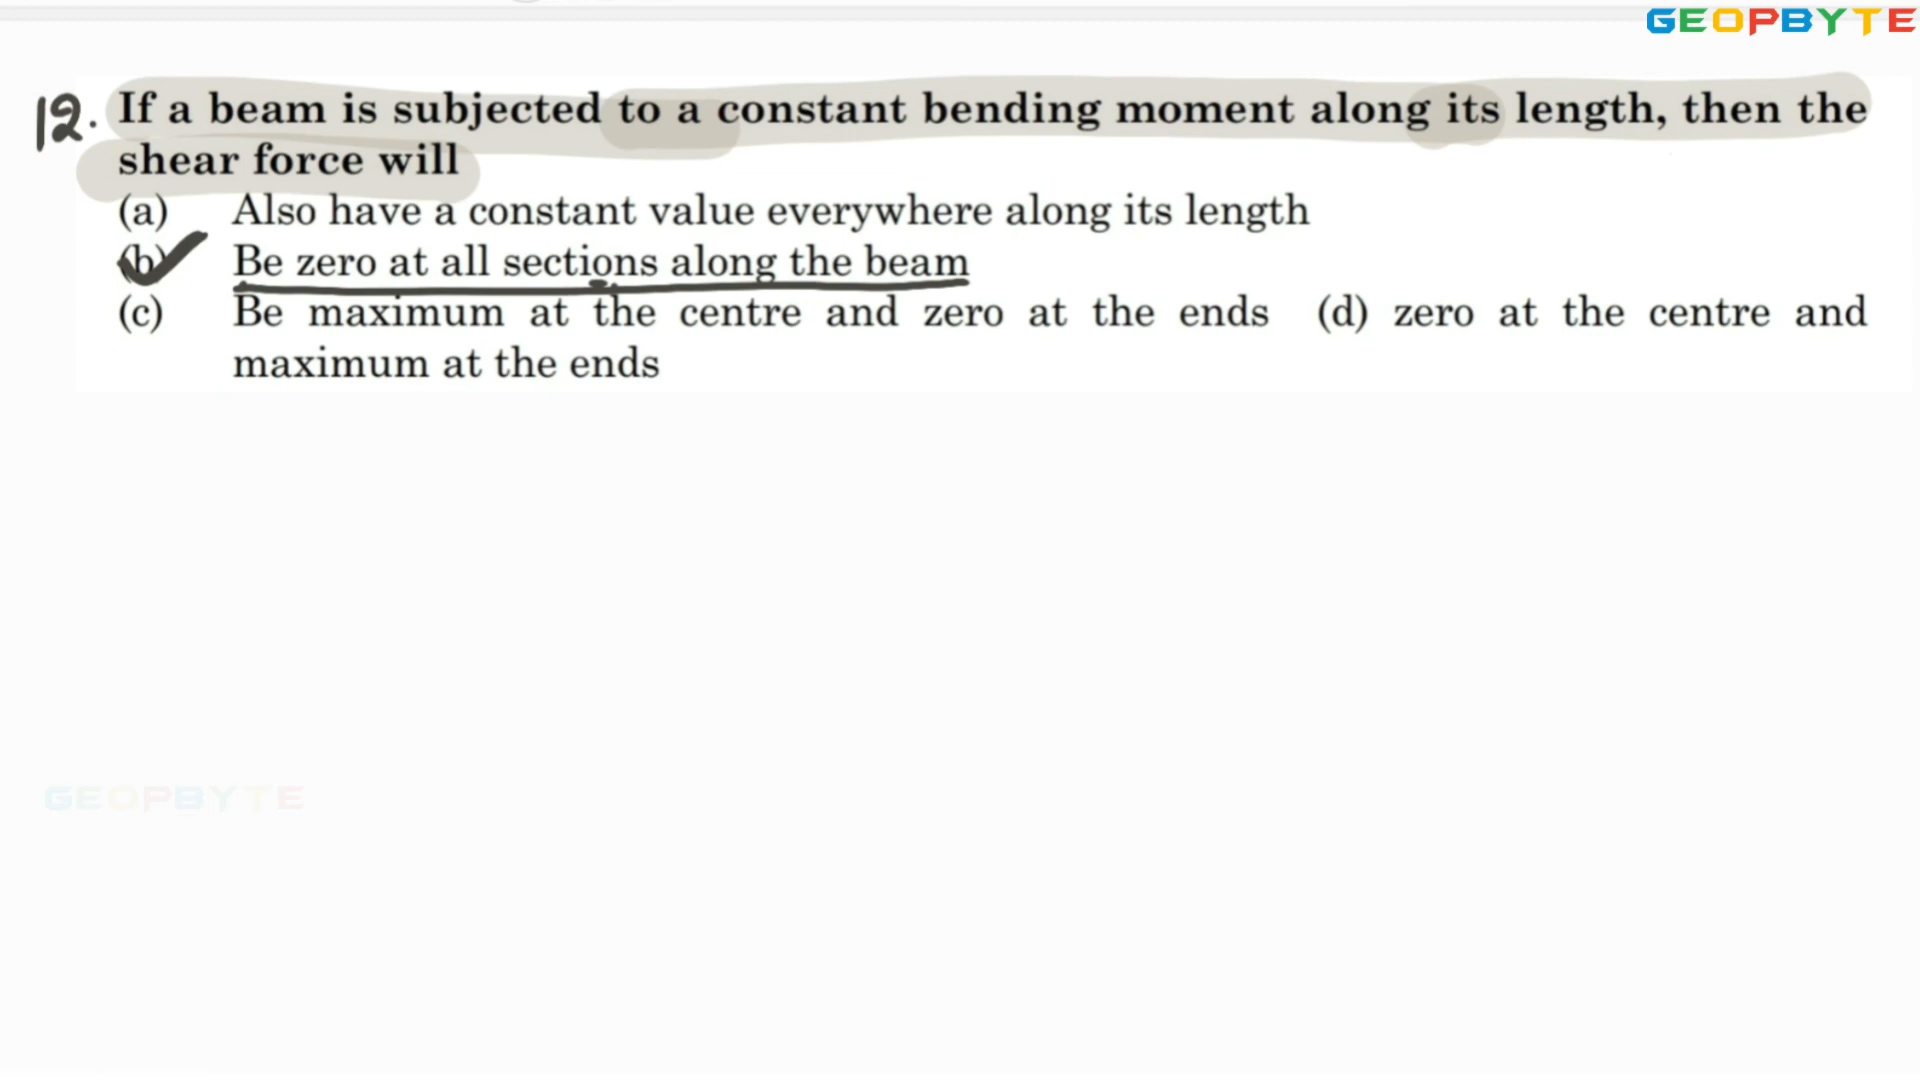 GEOPBYTE
12. If a beam is subjected to a constant bending moment along its length, then the
shear force will
(a) Also have a constant value everywhere along its length
(b) Be zero at all sections along the beam
(c) Be maximum at the centre and zero at the ends (d) zero at the centre and
maximum at the ends
GEOPBYTE